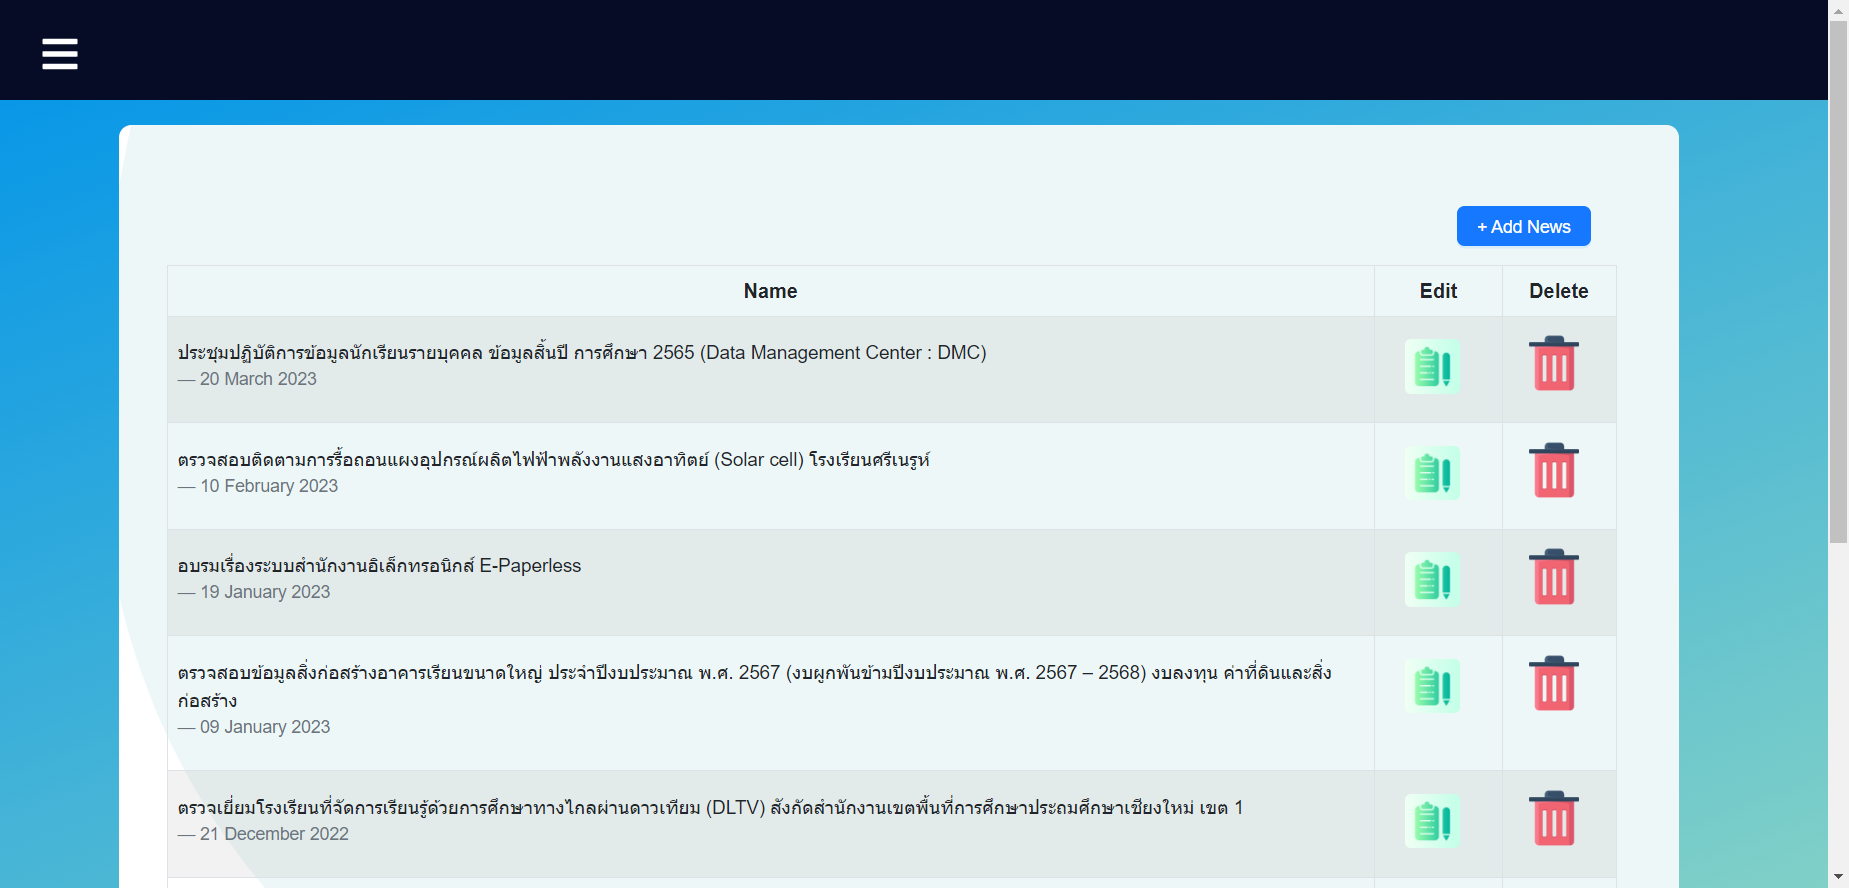 + Add News
Name Edit Delete
ประชุมปฏิบัติการข้อมูลนักเรียนรายบุคคล ข้อมูลสิ้นปี การศึกษา 2565 (Data Management Center : DMC)
— 20 March 2023
ตรวจสอบติดตามการรื้อถอนแผงอุปกรณ์ผลิตไฟฟ้าพลังงานแสงอาทิตย์ (Solar cell) โรงเรียนศรีเนรูห์
— 10 February 2023
อบรมเรื่องระบบสำนักงานอิเล็กทรอนิกส์ E-Paperless
— 19 January 2023
ตรวจสอบข้อมูลสิ่งก่อสร้างอาคารเรียนขนาดใหญ่ ประจำปีงบประมาณ พ.ศ. 2567 (งบผูกพันข้ามปีงบประมาณ พ.ศ. 2567 – 2568) งบลงทุน ค่าที่ดินและสิ่ง
ก่อสร้าง
— 09 January 2023
ตรวจเยี่ยมโรงเรียนที่จัดการเรียนรู้ด้วยการศึกษาทางไกลผ่านดาวเทียม (DLTV) สังกัดสำนักงานเขตพื้นที่การศึกษาประถมศึกษาเชียงใหม่ เขต 1
— 21 December 2022